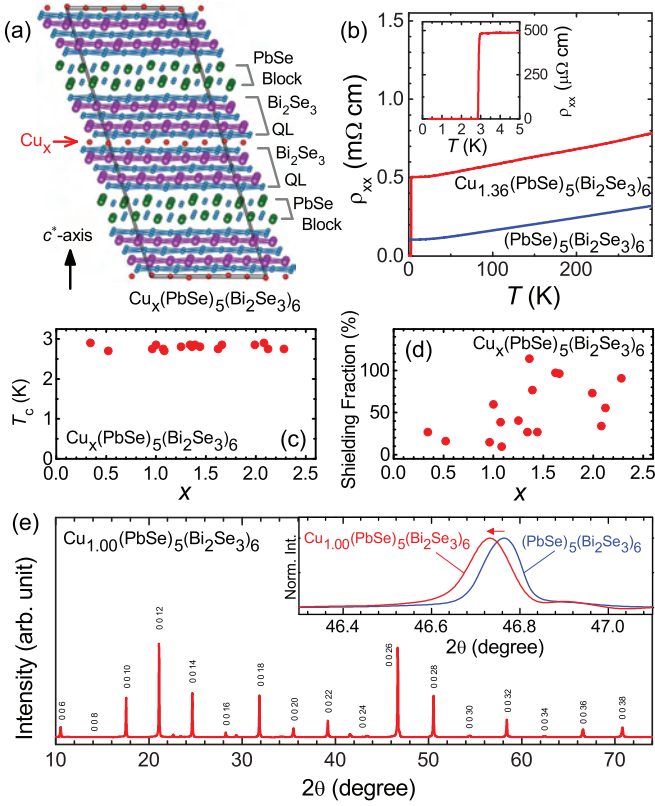 (a)
PbSe
Block
Bi2Se3
QL
Cux
Bi2Se3
QL
PbSe
Block
c*-axis
Cux(PbSe)5(Bi2Se3)6
(b)
1.5
1.0
0.5
0.0
ρxx (mΩ cm)
0 1 2 3 4 5
T (K)
500
250
0
ρxx (μΩ cm)
Cu1.36(PbSe)5(Bi2Se3)6
(PbSe)5(Bi2Se3)6
0 100 200
T (K)
3
2
1
0
Tc (K)
Cux(PbSe)5(Bi2Se3)6
(c)
0.0 0.5 1.0 1.5 2.0 2.5
x
(d)
Cux(PbSe)5(Bi2Se3)6
Shielding Fraction (%)
100
50
0
0.0 0.5 1.0 1.5 2.0 2.5
x
(e)
Cu1.00(PbSe)5(Bi2Se3)6
Intensity (arb. unit)
0 0 6
0 0 8
0 0 10
0 0 12
0 0 14
0 0 16
0 0 18
0 0 20
0 0 22
0 0 24
0 0 26
0 0 28
0 0 30
0 0 32
0 0 34
0 0 36
0 0 38
10 20 30 40 50 60 70
2θ (degree)
Norm. Int.
Cu1.00(PbSe)5(Bi2Se3)6
(PbSe)5(Bi2Se3)6
46.4 46.6 46.8 47.0
2θ (degree)